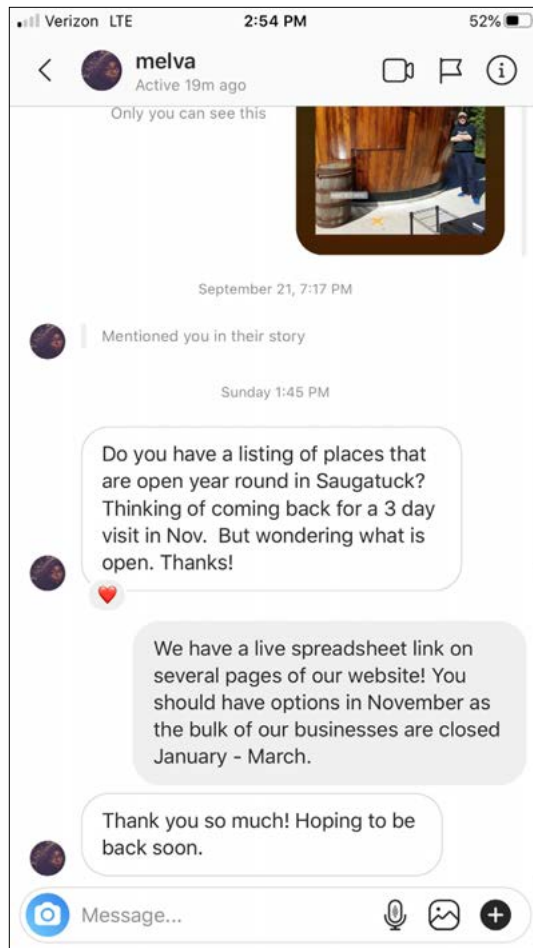 Verizon LTE 2:54 PM 52%
melva
Active 19m ago
Only you can see this
September 21, 7:17 PM
Mentioned you in their story
Sunday 1:45 PM
Do you have a listing of places that
are open year round in Saugatuck?
Thinking of coming back for a 3 day
visit in Nov.  But wondering what is
open. Thanks!
We have a live spreadsheet link on
several pages of our website! You
should have options in November as
the bulk of our businesses are closed
January - March.
Thank you so much! Hoping to be
back soon.
Message...